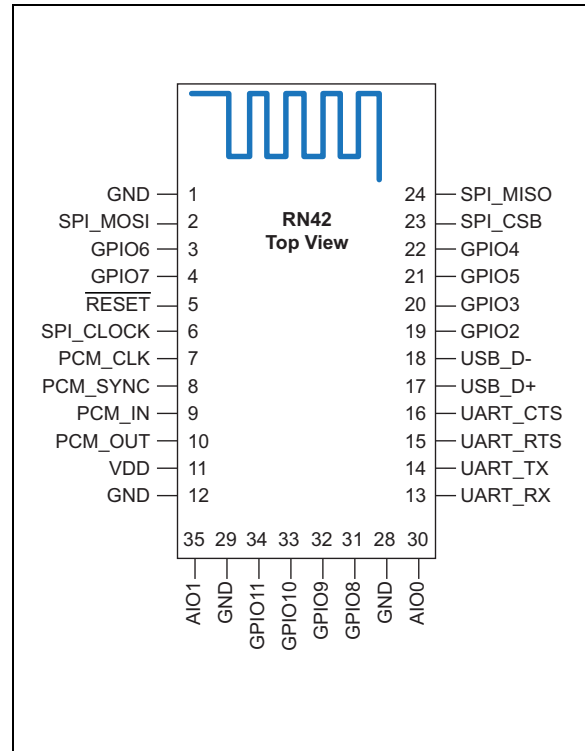 RN42
Top View
GND 1
SPI_MOSI 2
GPIO6 3
GPIO7 4
RESET 5
SPI_CLOCK 6
PCM_CLK 7
PCM_SYNC 8
PCM_IN 9
PCM_OUT 10
VDD 11
GND 12
24 SPI_MISO
23 SPI_CSB
22 GPIO4
21 GPIO5
20 GPIO3
19 GPIO2
18 USB_D-
17 USB_D+
16 UART_CTS
15 UART_RTS
14 UART_TX
13 UART_RX
35 29 34 33 32 31 28 30
AIO1
GND
GPIO11
GPIO10
GPIO9
GPIO8
GND
AIO0